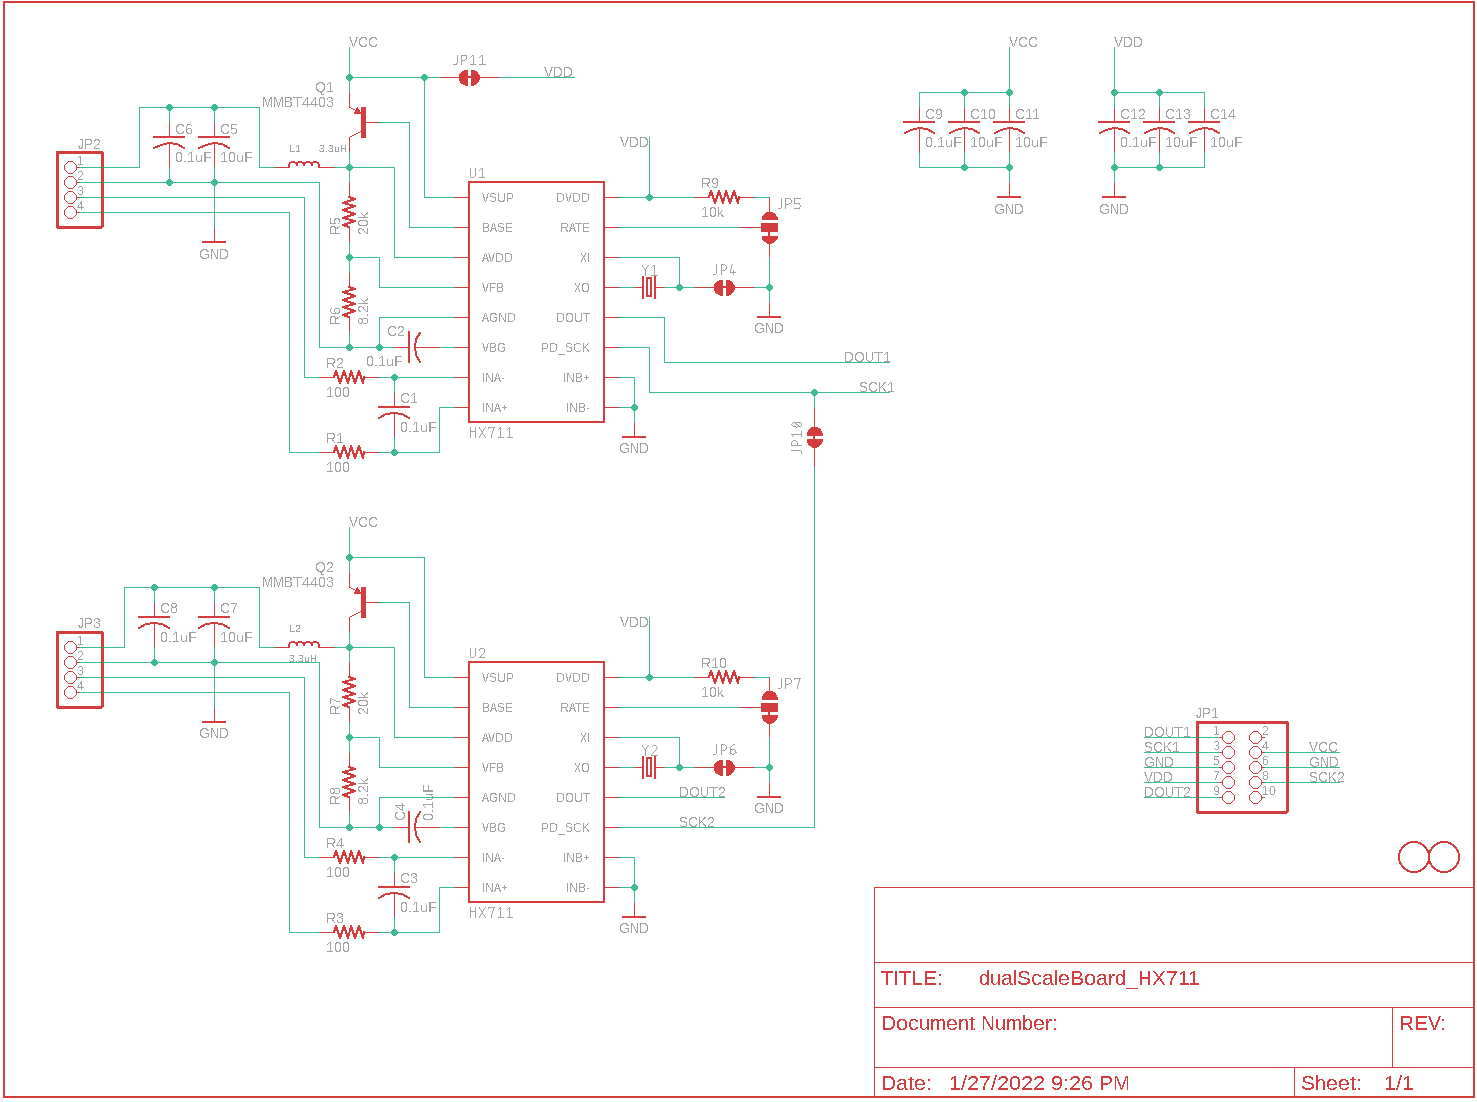 VCC
JP11
VDD
Q1
MMBT4403
C6
C5
0.1uF
10uF
L1
3.3uH
JP2
1
2
3
4
GND
R5
20k
R6
8.2k
C2
0.1uF
R2
100
C1
0.1uF
R1
100
U1
VSUP
DVDD
BASE
RATE
AVDD
XI
VFB
XO
AGND
DOUT
VBG
PD_SCK
INA-
INB+
INA+
INB-
HX711
GND
VDD
R9
10k
JP5
Y1
JP4
GND
DOUT1
SCK1
JP10
VCC
VDD
C9
C10
C11
0.1uF
10uF
10uF
GND
C12
C13
C14
0.1uF
10uF
10uF
GND
VCC
Q2
MMBT4403
C8
C7
0.1uF
10uF
L2
3.3uH
JP3
1
2
3
4
GND
R7
20k
R8
8.2k
C4
0.1uF
R4
100
C3
0.1uF
R3
100
U2
VSUP
DVDD
BASE
RATE
AVDD
XI
VFB
XO
AGND
DOUT
VBG
PD_SCK
INA-
INB+
INA+
INB-
HX711
GND
VDD
R10
10k
JP7
Y2
JP6
GND
DOUT2
SCK2
JP1
DOUT1 1 2
SCK1 3 4 VCC
GND 5 6 GND
VDD 7 8 SCK2
DOUT2 9 10
TITLE: dualScaleBoard_HX711
Document Number:
REV:
Date: 1/27/2022 9:26 PM
Sheet: 1/1